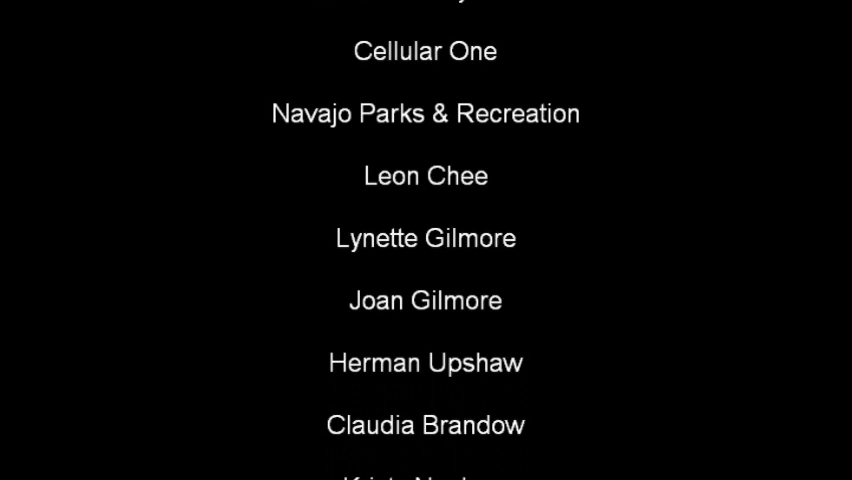 Cellular One
Navajo Parks & Recreation
Leon Chee
Lynette Gilmore
Joan Gilmore
Herman Upshaw
Claudia Brandow